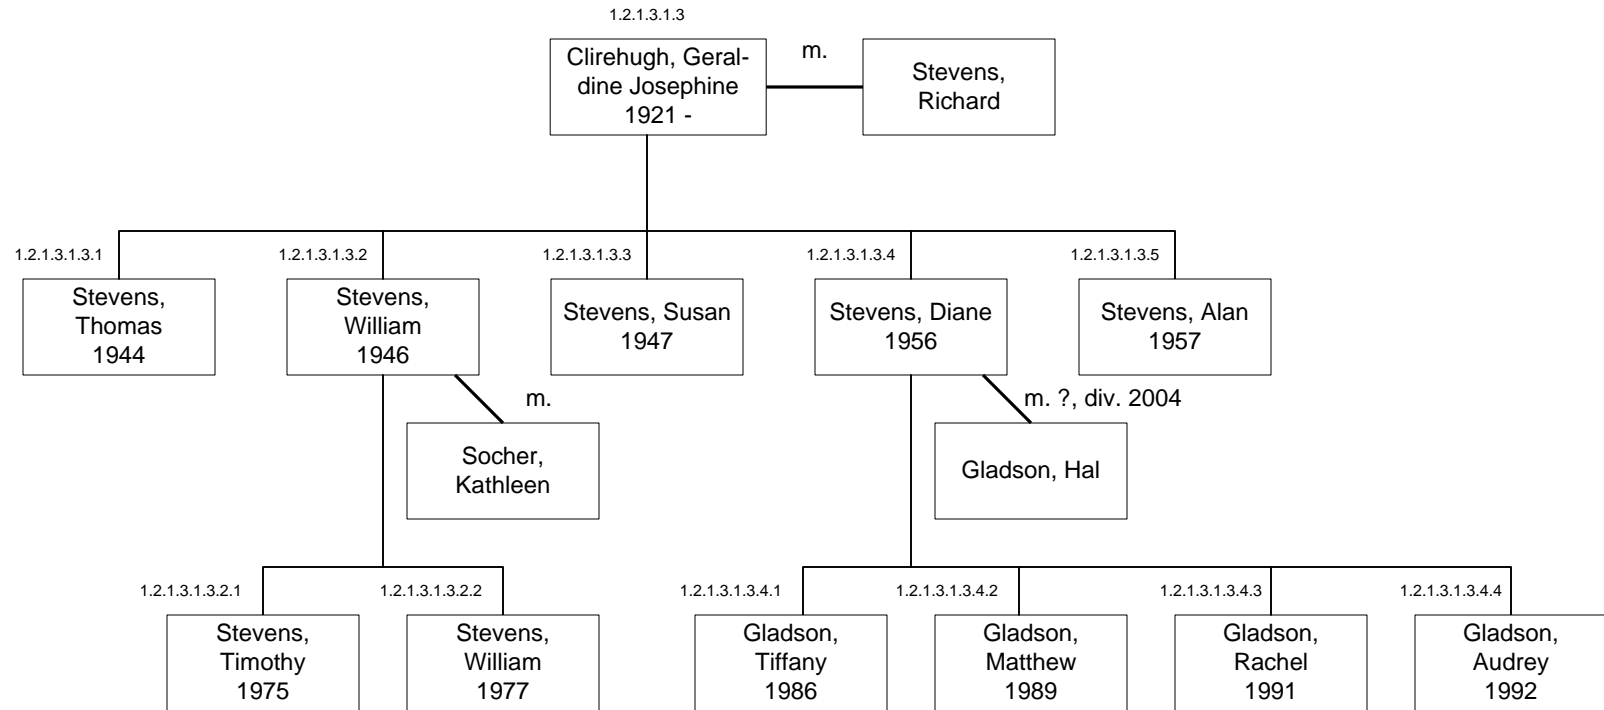 1.2.1.3.1.3
Clirehugh, Geral-
dine Josephine
1921 -
m.
Stevens,
Richard
1.2.1.3.1.3.1
Stevens,
Thomas
1944
1.2.1.3.1.3.2
Stevens,
William
1946
1.2.1.3.1.3.3
Stevens, Susan
1947
1.2.1.3.1.3.4
Stevens, Diane
1956
1.2.1.3.1.3.5
Stevens, Alan
1957
m.
Socher,
Kathleen
m. ?, div. 2004
Gladson, Hal
1.2.1.3.1.3.2.1
Stevens,
Timothy
1975
1.2.1.3.1.3.2.2
Stevens,
William
1977
1.2.1.3.1.3.4.1
Gladson,
Tiffany
1986
1.2.1.3.1.3.4.2
Gladson,
Matthew
1989
1.2.1.3.1.3.4.3
Gladson,
Rachel
1991
1.2.1.3.1.3.4.4
Gladson,
Audrey
1992